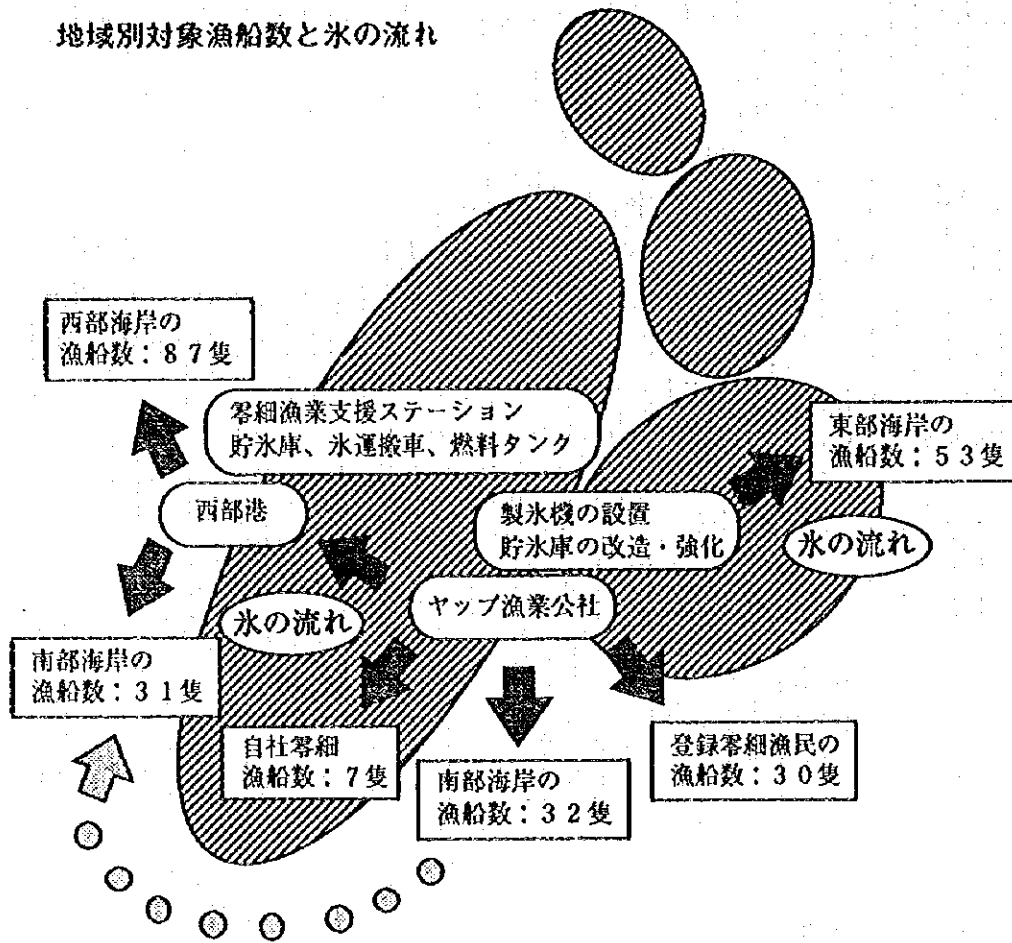 地域別対象漁船数と氷の流れ
西部海岸の
漁船数：８７隻
零細漁業支援ステーション
貯氷庫、氷運搬車、燃料タンク
東部海岸の
漁船数：５３隻
西部港
製氷機の設置
貯氷庫の改造・強化
氷の流れ
ヤップ漁業公社
氷の流れ
南部海岸の
漁船数：３１隻
自社零細
漁船数：７隻
南部海岸の
漁船数：３２隻
登録零細漁民の
漁船数：３０隻